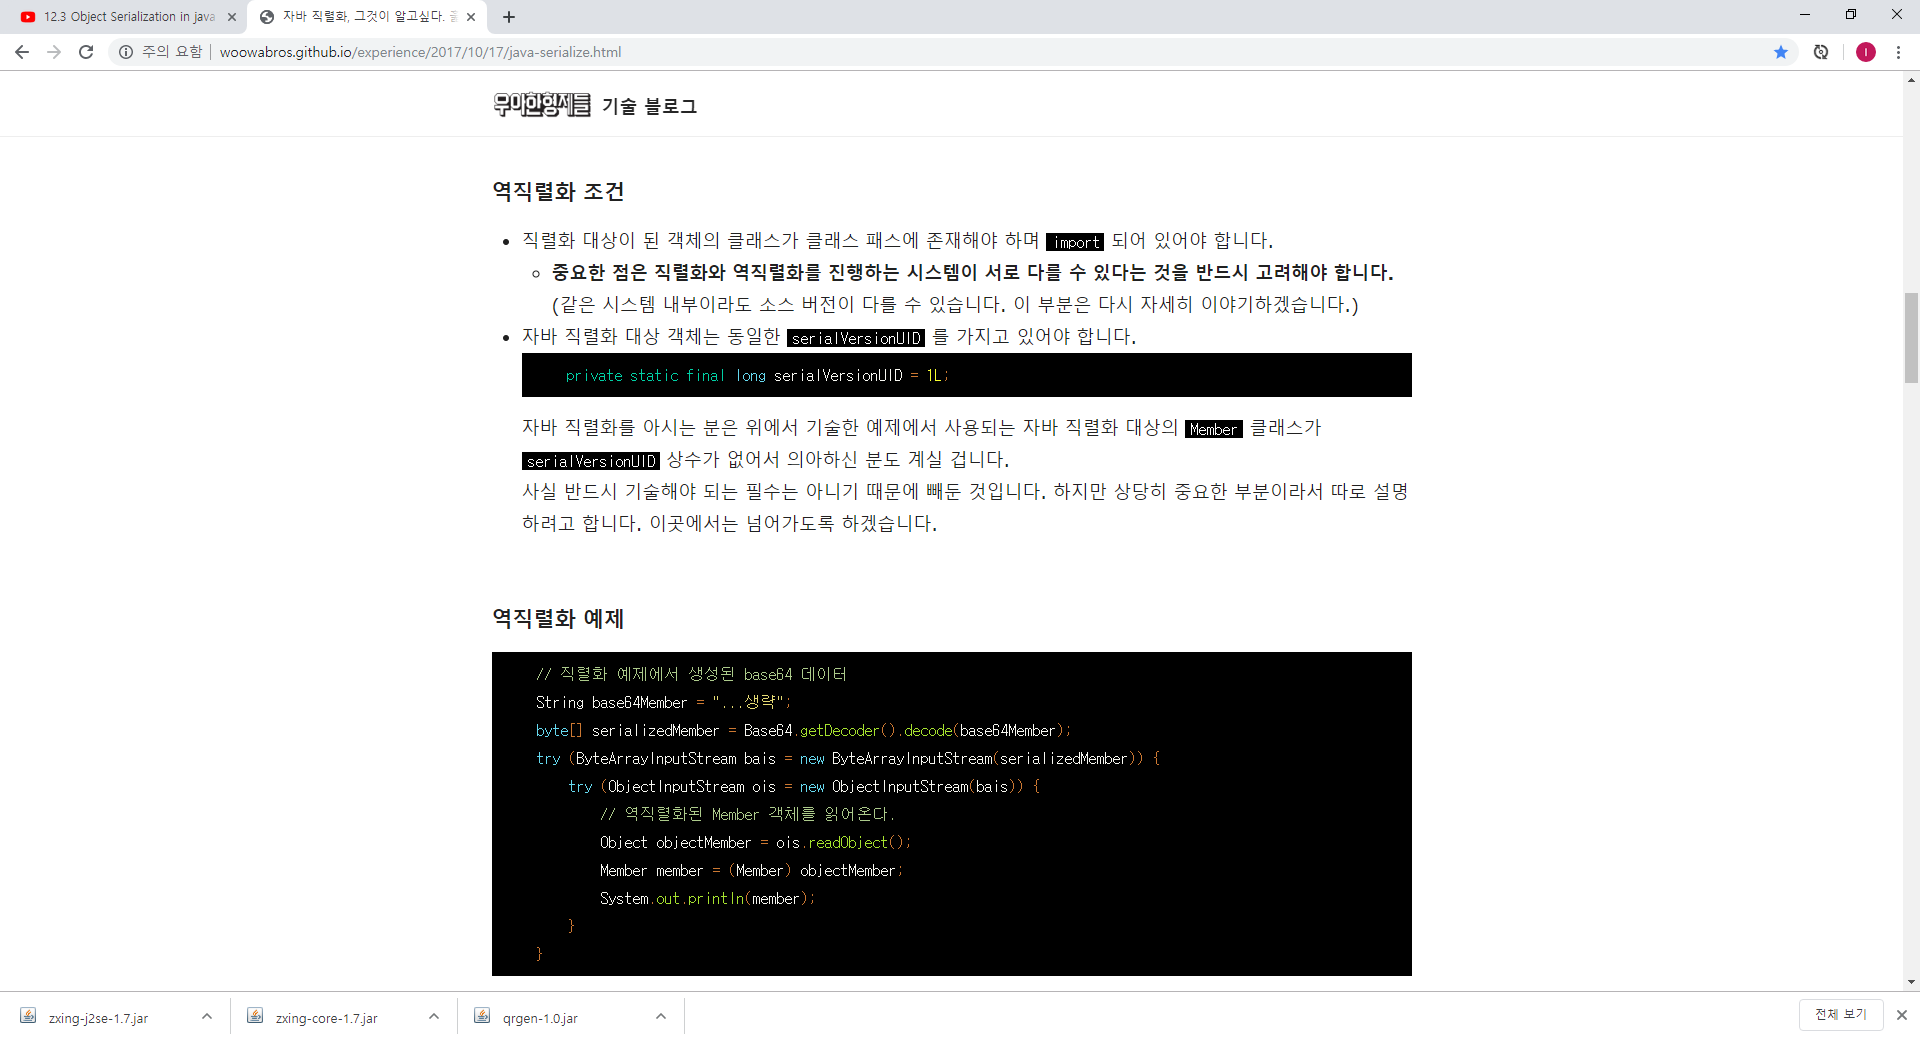 12.3 Object Serialization in java
자바 직렬화, 그것이 알고싶다.
주의 요함
woowabros.github.io/experience/2017/10/17/java-serialize.html
I
우아한형제들 기술 블로그
역직렬화 조건
직렬화 대상이 된 객체의 클래스가 클래스 패스에 존재해야 하며 import 되어 있어야 합니다.
중요한 점은 직렬화와 역직렬화를 진행하는 시스템이 서로 다를 수 있다는 것을 반드시 고려해야 합니다.
(같은 시스템 내부이라도 소스 버전이 다를 수 있습니다. 이 부분은 다시 자세히 이야기하겠습니다.)
자바 직렬화 대상 객체는 동일한 serialVersionUID 를 가지고 있어야 합니다.
private static final long serialVersionUID = 1L;
자바 직렬화를 아시는 분은 위에서 기술한 예제에서 사용되는 자바 직렬화 대상의 Member 클래스가
serialVersionUID 상수가 없어서 의아하신 분도 계실 겁니다.
사실 반드시 기술해야 되는 필수는 아니기 때문에 빼둔 것입니다. 하지만 상당히 중요한 부분이라서 따로 설명
하려고 합니다. 이곳에서는 넘어가도록 하겠습니다.
역직렬화 예제
// 직렬화 예제에서 생성된 base64 데이터
String base64Member = "...생략";
byte[] serializedMember = Base64.getDecoder().decode(base64Member);
try (ByteArrayInputStream bais = new ByteArrayInputStream(serializedMember)) {
try (ObjectInputStream ois = new ObjectInputStream(bais)) {
// 역직렬화된 Member 객체를 읽어온다.
Object objectMember = ois.readObject();
Member member = (Member) objectMember;
System.out.println(member);
}
}
zxing-j2se-1.7.jar
zxing-core-1.7.jar
qrgen-1.0.jar
전체 보기